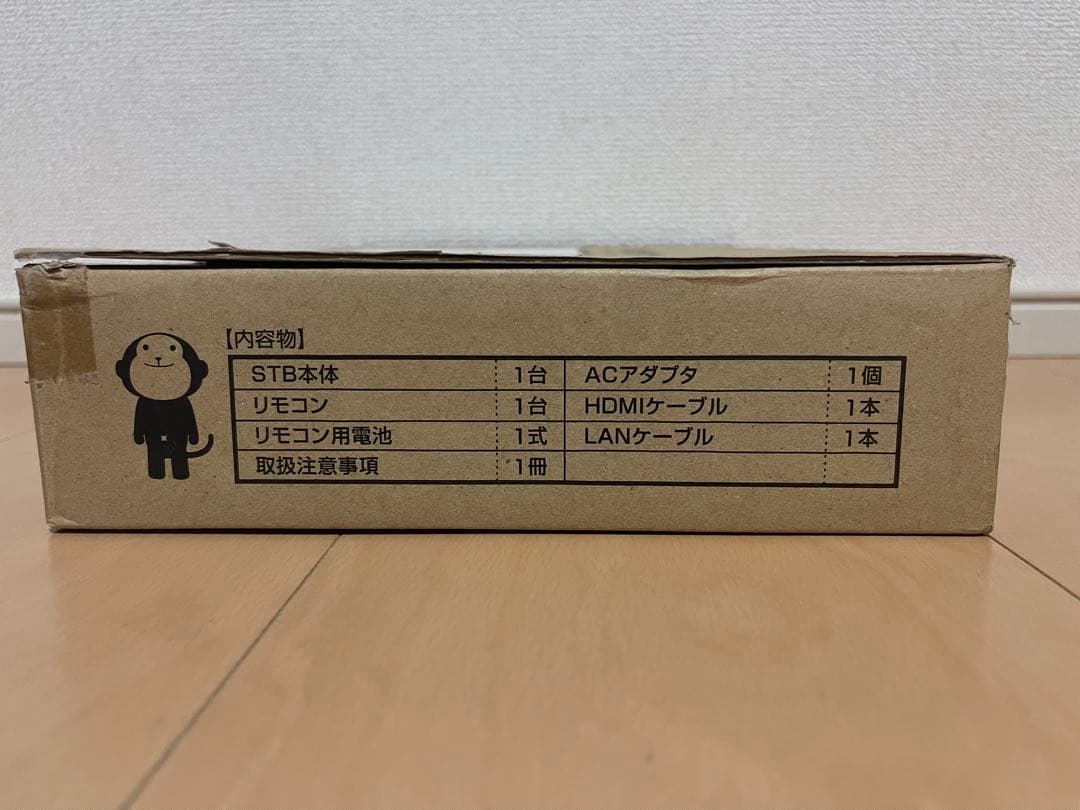 【内容物】
STB本体 1台 ACアダプタ 1個
リモコン 1台 HDMIケーブル 1本
リモコン用電池 1式 LANケーブル 1本
取扱注意事項 1冊